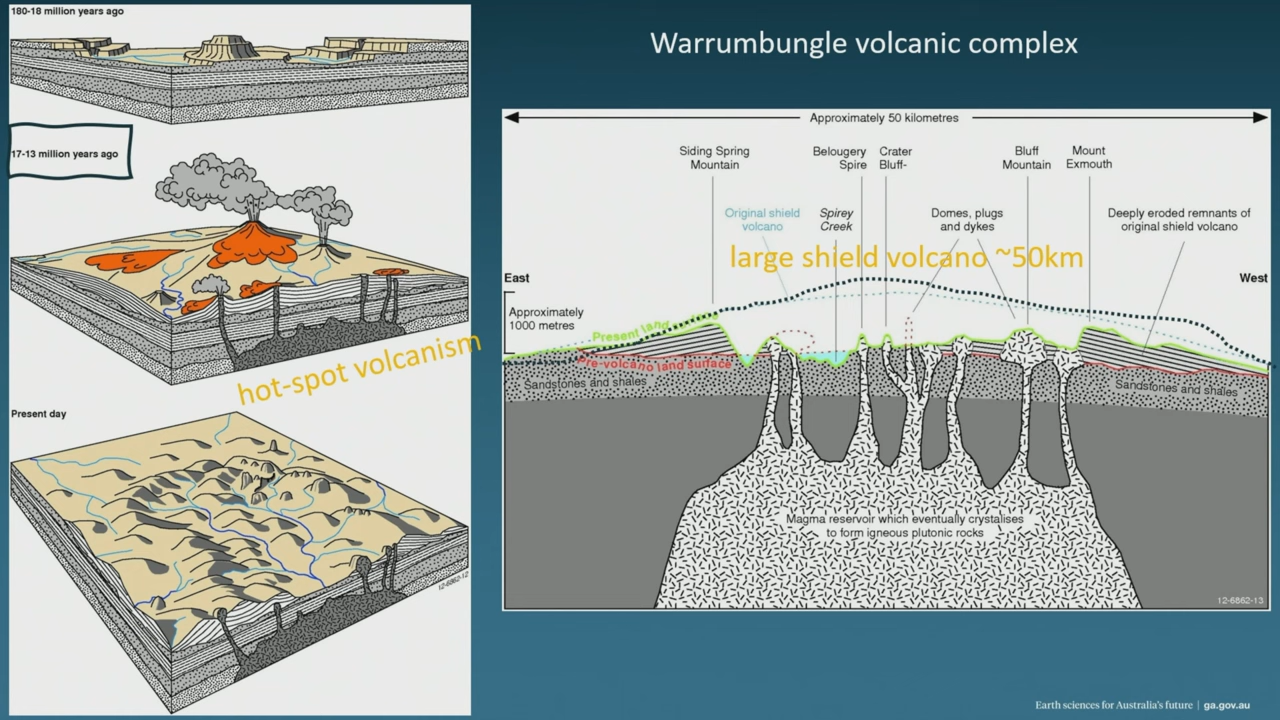 180-18 million years ago
Warrumbungle volcanic complex
17-13 million years ago
hot-spot volcanism
Present day
12-6862-12
Approximately 50 kilometres
Siding Spring
Mountain
Belougery
Spire
Crater
Bluff-
Bluff
Mountain
Mount
Exmouth
Original shield
volcano
Spirey
Creek
Domes, plugs
and dykes
Deeply eroded remnants of
original shield volcano
large shield volcano ~50km
East
West
Approximately
1000 metres
Present land
re-volcano land surface
Sandstones and shales
Sandstones and shales
Magma reservoir which eventually crystalises
to form igneous plutonic rocks
12-6862-13
Earth sciences for Australia's future | ga.gov.au